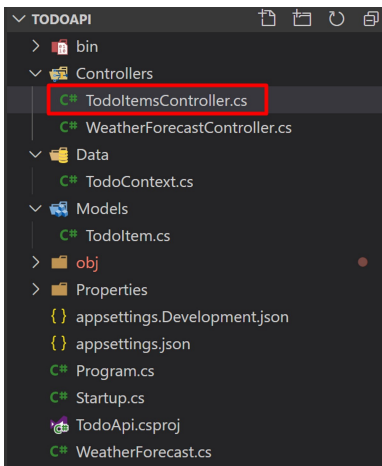 TODOAPI
bin
Controllers
C# TodoItemsController.cs
C# WeatherForecastController.cs
Data
C# TodoContext.cs
Models
C# TodoItem.cs
obj
Properties
{} appsettings.Development.json
{} appsettings.json
C# Program.cs
C# Startup.cs
TodoApi.csproj
C# WeatherForecast.cs